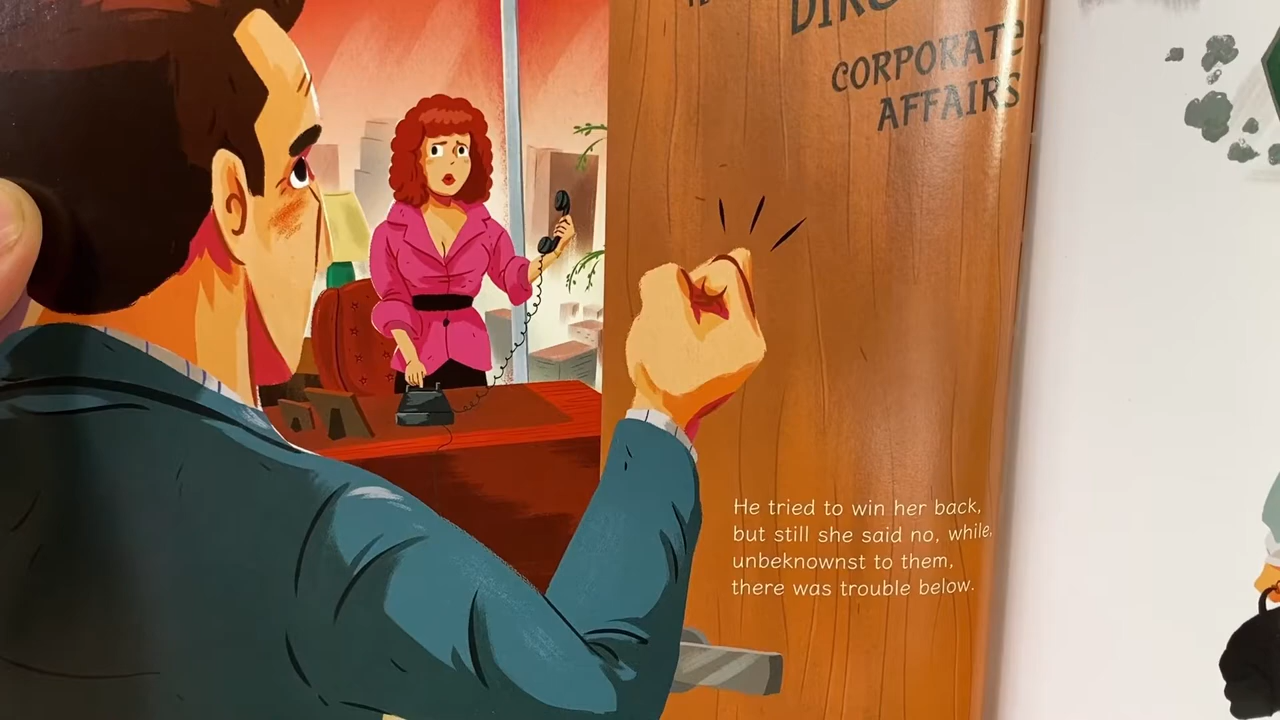 CORPORATE
AFFAIRS
He tried to win her back,
but still she said no, while,
unbeknownst to them,
there was trouble below.